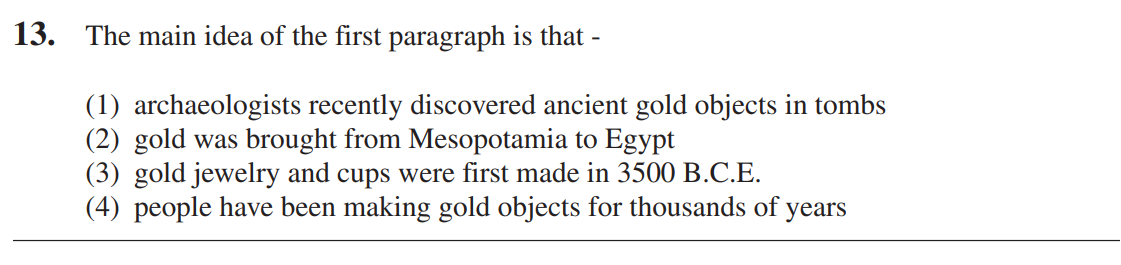 13. The main idea of the first paragraph is that -
(1) archaeologists recently discovered ancient gold objects in tombs
(2) gold was brought from Mesopotamia to Egypt
(3) gold jewelry and cups were first made in 3500 B.C.E.
(4) people have been making gold objects for thousands of years